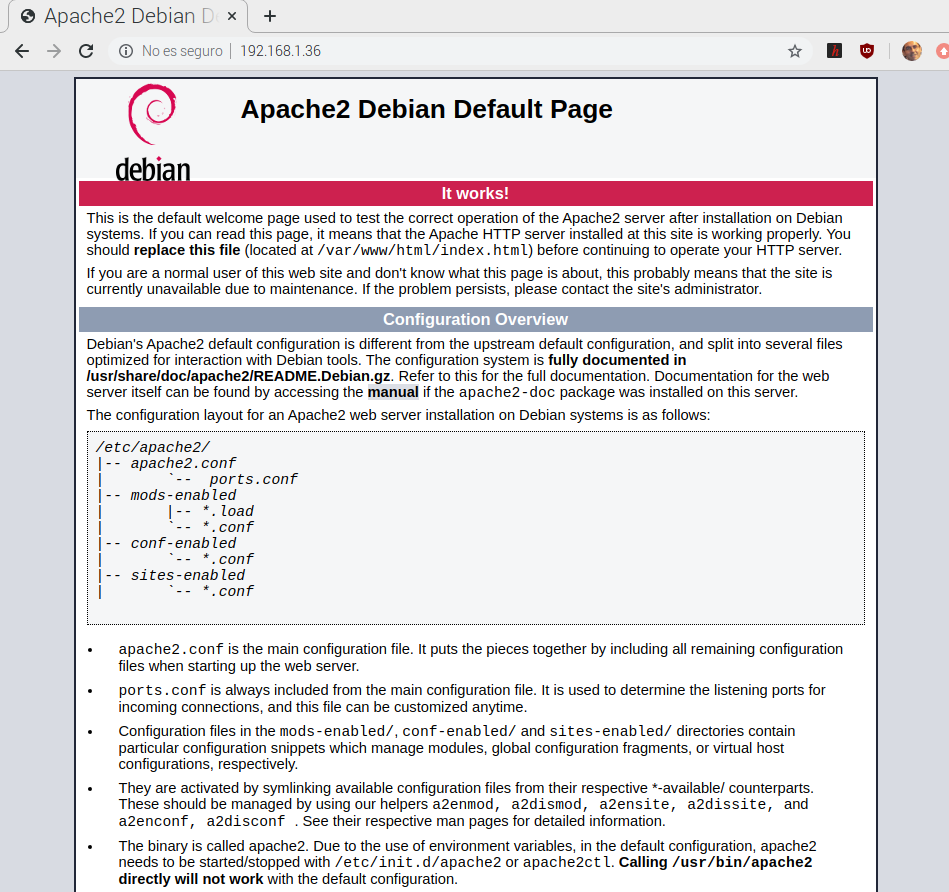 Apache2 Debian D
No es seguro | 192.168.1.36
Apache2 Debian Default Page
debian
It works!
This is the default welcome page used to test the correct operation of the Apache2 server after installation on Debian
systems. If you can read this page, it means that the Apache HTTP server installed at this site is working properly. You
should replace this file (located at /var/www/html/index.html) before continuing to operate your HTTP server.
If you are a normal user of this web site and don't know what this page is about, this probably means that the site is
currently unavailable due to maintenance. If the problem persists, please contact the site's administrator.
Configuration Overview
Debian's Apache2 default configuration is different from the upstream default configuration, and split into several files
optimized for interaction with Debian tools. The configuration system is fully documented in
/usr/share/doc/apache2/README.Debian.gz. Refer to this for the full documentation. Documentation for the web
server itself can be found by accessing the manual if the apache2-doc package was installed on this server.
The configuration layout for an Apache2 web server installation on Debian systems is as follows:
/etc/apache2/
|-- apache2.conf
|       `--  ports.conf
|-- mods-enabled
|       |-- *.load
|       `-- *.conf
|-- conf-enabled
|       `-- *.conf
|-- sites-enabled
|       `-- *.conf
• apache2.conf is the main configuration file. It puts the pieces together by including all remaining configuration
files when starting up the web server.
• ports.conf is always included from the main configuration file. It is used to determine the listening ports for
incoming connections, and this file can be customized anytime.
• Configuration files in the mods-enabled/, conf-enabled/ and sites-enabled/ directories contain
particular configuration snippets which manage modules, global configuration fragments, or virtual host
configurations, respectively.
• They are activated by symlinking available configuration files from their respective *-available/ counterparts.
These should be managed by using our helpers a2enmod, a2dismod, a2ensite, a2dissite, and
a2enconf, a2disconf . See their respective man pages for detailed information.
• The binary is called apache2. Due to the use of environment variables, in the default configuration, apache2
needs to be started/stopped with /etc/init.d/apache2 or apache2ctl. Calling /usr/bin/apache2
directly will not work with the default configuration.